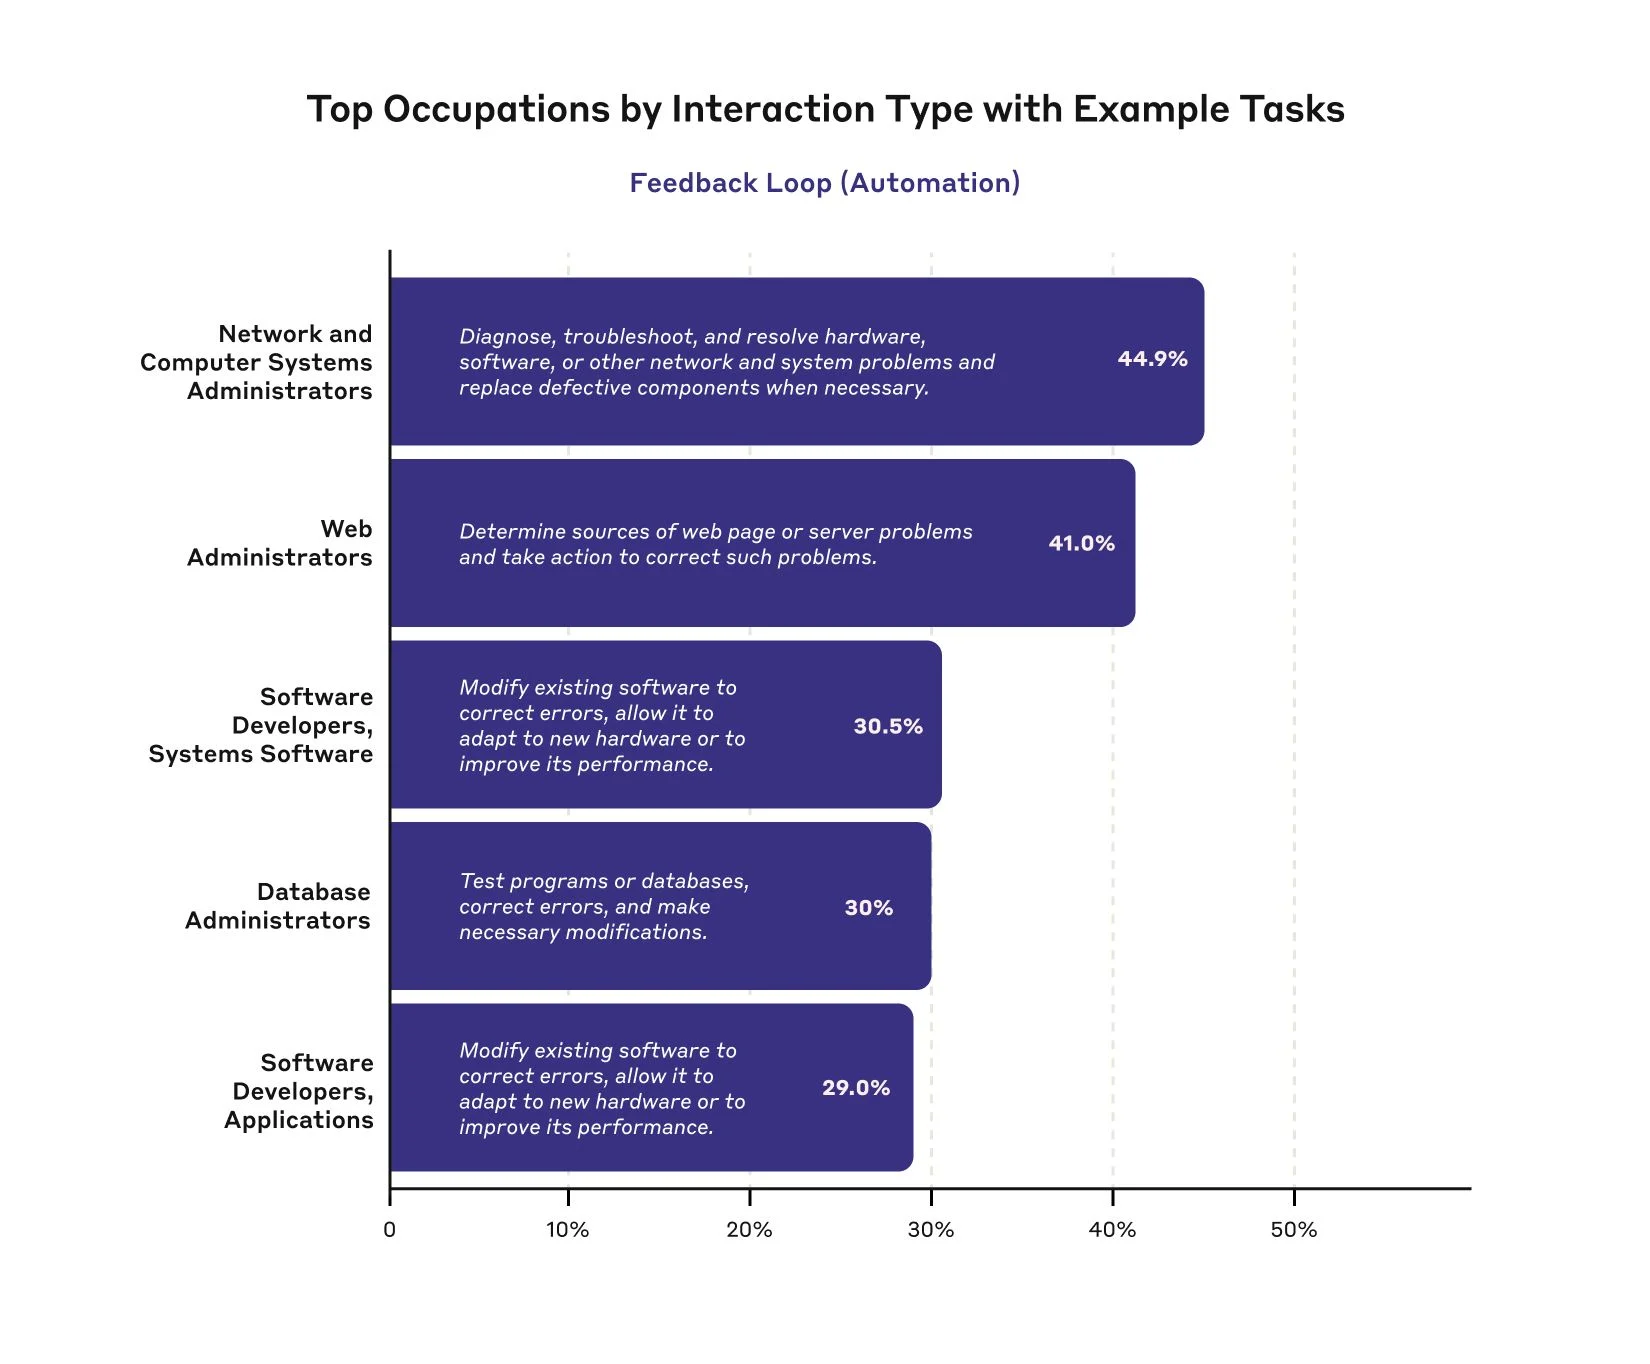 Top Occupations by Interaction Type with Example Tasks
Feedback Loop (Automation)
Network and
Computer Systems
Administrators
Diagnose, troubleshoot, and resolve hardware,
software, or other network and system problems and
replace defective components when necessary.
44.9%
Web
Administrators
Determine sources of web page or server problems
and take action to correct such problems.
41.0%
Software
Developers,
Systems Software
Modify existing software to
correct errors, allow it to
adapt to new hardware or to
improve its performance.
30.5%
Database
Administrators
Test programs or databases,
correct errors, and make
necessary modifications.
30%
Software
Developers,
Applications
Modify existing software to
correct errors, allow it to
adapt to new hardware or to
improve its performance.
29.0%
0 10% 20% 30% 40% 50%